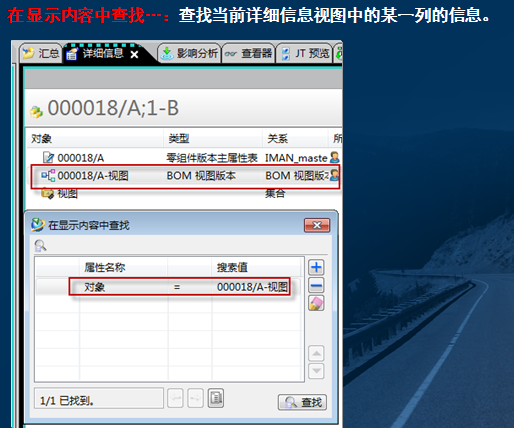 在显示内容中查找···：查找当前详细信息视图中的某一列的信息。
汇总 详细信息 影响分析 查看器 JT 预览
000018/A;1-B
对象 类型 关系 所
000018/A 零组件版本主属性表 IMAN_maste
000018/A-视图 BOM 视图版本 BOM 视图版本
视图 集合
在显示内容中查找
属性名称 搜索值
对象 = 000018/A-视图
1/1 已找到。 查找